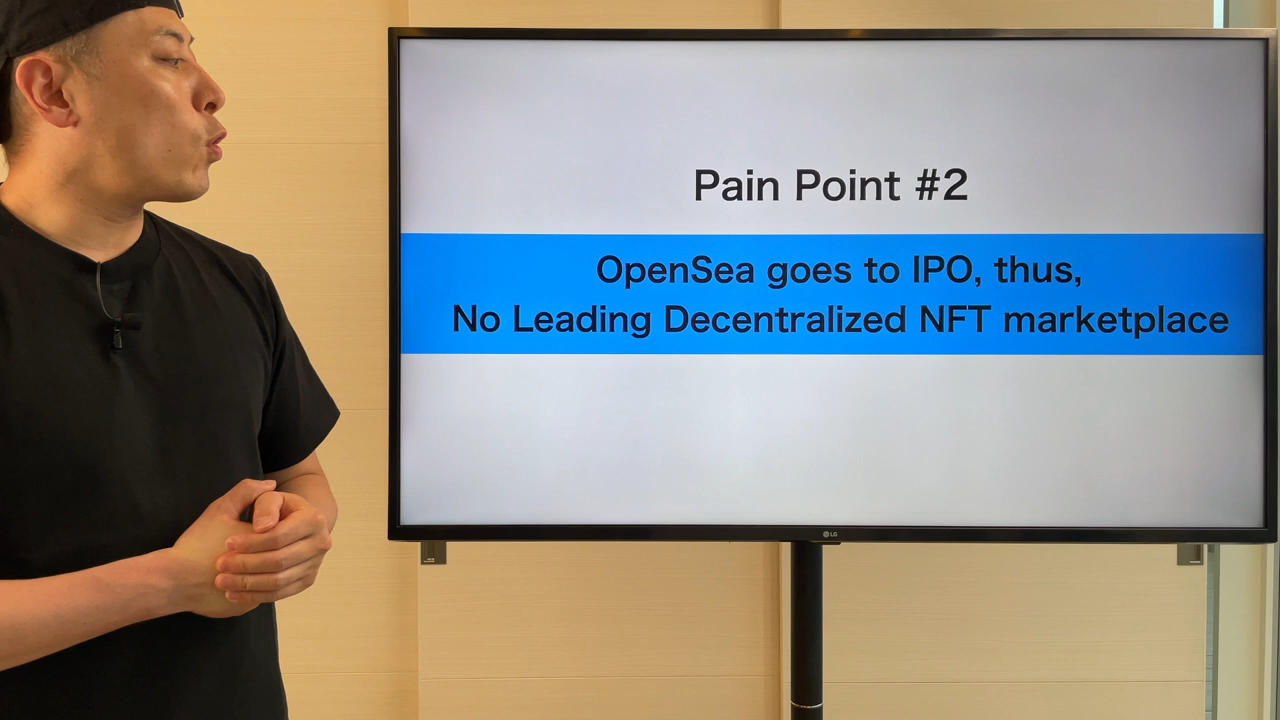 Pain Point #2
OpenSea goes to IPO, thus,
No Leading Decentralized NFT marketplace
LG